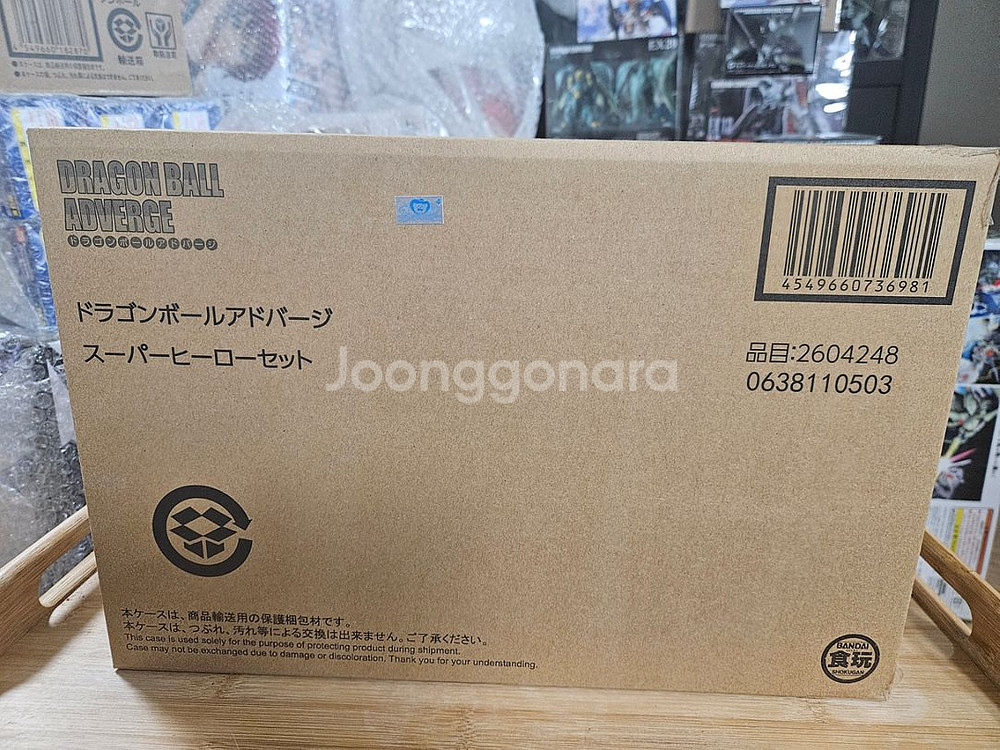 4549660182671
輸送箱
DRAGON BALL
ADVERGE
ドラゴンボールアドバージ
4549660736981
ドラゴンボールアドバージ
スーパーヒーローセット
品目:2604248
0638110503
Joonggonara
本ケースは、商品輸送用の保護梱包材です。
本ケースは、つぶれ、汚れ等による交換は出来ません。ご了承ください。
This case is used solely for the purpose of protecting product during shipment.
Case may not be exchanged due to damage or discoloration. Thank you for your understanding.
BANDAI
食玩
SHOKUGAN